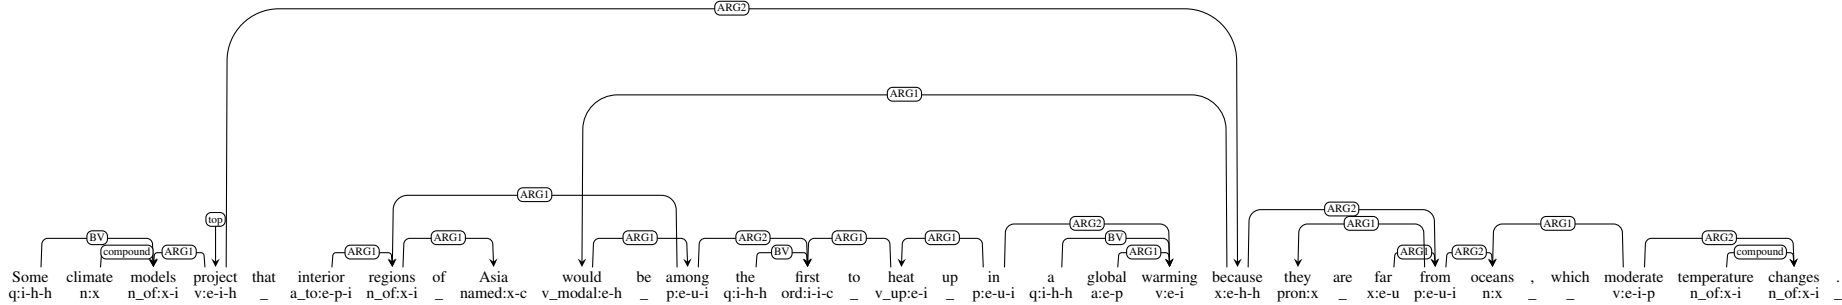 ARG2
ARG1
ARG1
top
ARG2
ARG2
ARG1
BV
ARG1
ARG1
ARG1
ARG2
ARG1
BV
ARG1
ARG2
compound
ARG1
ARG1
BV
ARG1
ARG1
ARG2
compound
Some climate models project that interior regions of Asia would be among the first to heat up in a global warming because they are far from oceans , which moderate temperature changes
q:i-h-h n:x n_of:x-i v:e-i-h _ a_to:e-p-i n_of:x-i _ named:x-c v_modal:e-h _ p:e-u-i q:i-h-h ord:i-i-c _ v_up:e-i _ p:e-u-i q:i-h-h a:e-p v:e-i x:e-h-h pron:x _ x:e-u p:e-u-i n:x _ _ v:e-i-p n_of:x-i n_of:x-i _